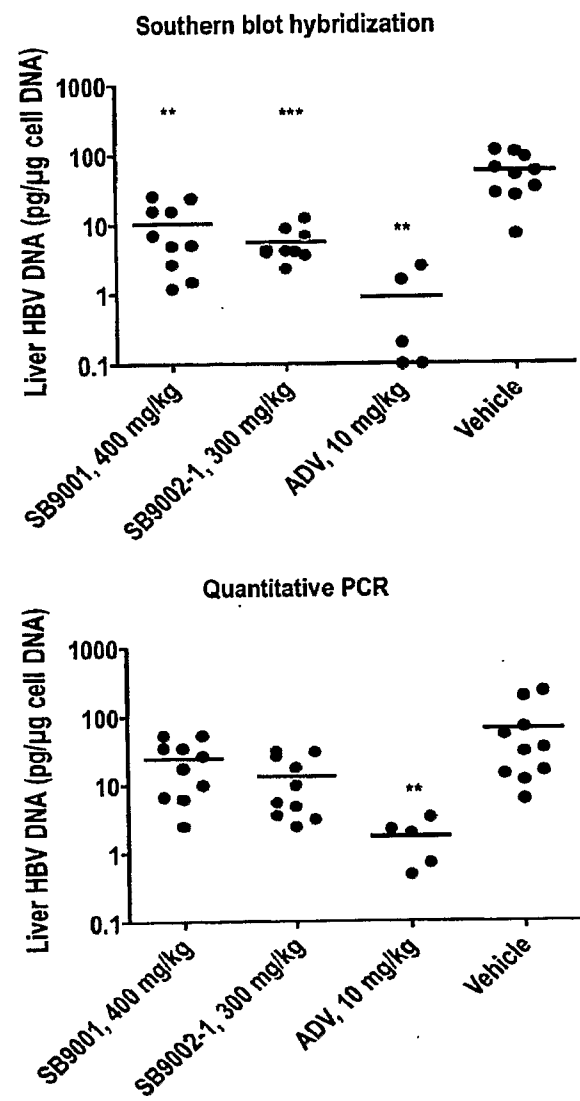 Southern blot hybridization
Liver HBV DNA (pg/µg cell DNA)
1000
100
10
1
0.1
**
***
**
SB9001, 400 mg/kg
SB9002-1, 300 mg/kg
ADV, 10 mg/kg
Vehicle
Quantitative PCR
Liver HBV DNA (pg/µg cell DNA)
1000
100
10
1
0.1
**
SB9001, 400 mg/kg
SB9002-1, 300 mg/kg
ADV, 10 mg/kg
Vehicle